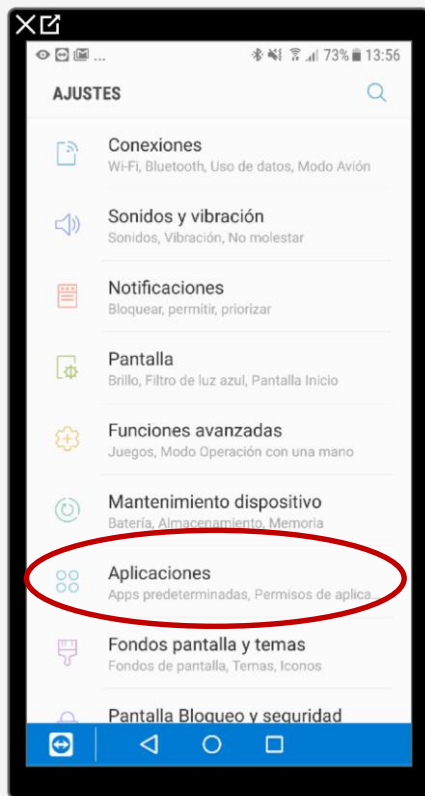 ... 73% 13:56
AJUSTES
Conexiones
Wi-Fi, Bluetooth, Uso de datos, Modo Avión
Sonidos y vibración
Sonidos, Vibración, No molestar
Notificaciones
Bloquear, permitir, priorizar
Pantalla
Brillo, Filtro de luz azul, Pantalla Inicio
Funciones avanzadas
Juegos, Modo Operación con una mano
Mantenimiento dispositivo
Batería, Almacenamiento, Memoria
Aplicaciones
Apps predeterminadas, Permisos de aplica...
Fondos pantalla y temas
Fondos de pantalla, Temas, Iconos
Pantalla Bloqueo y seguridad